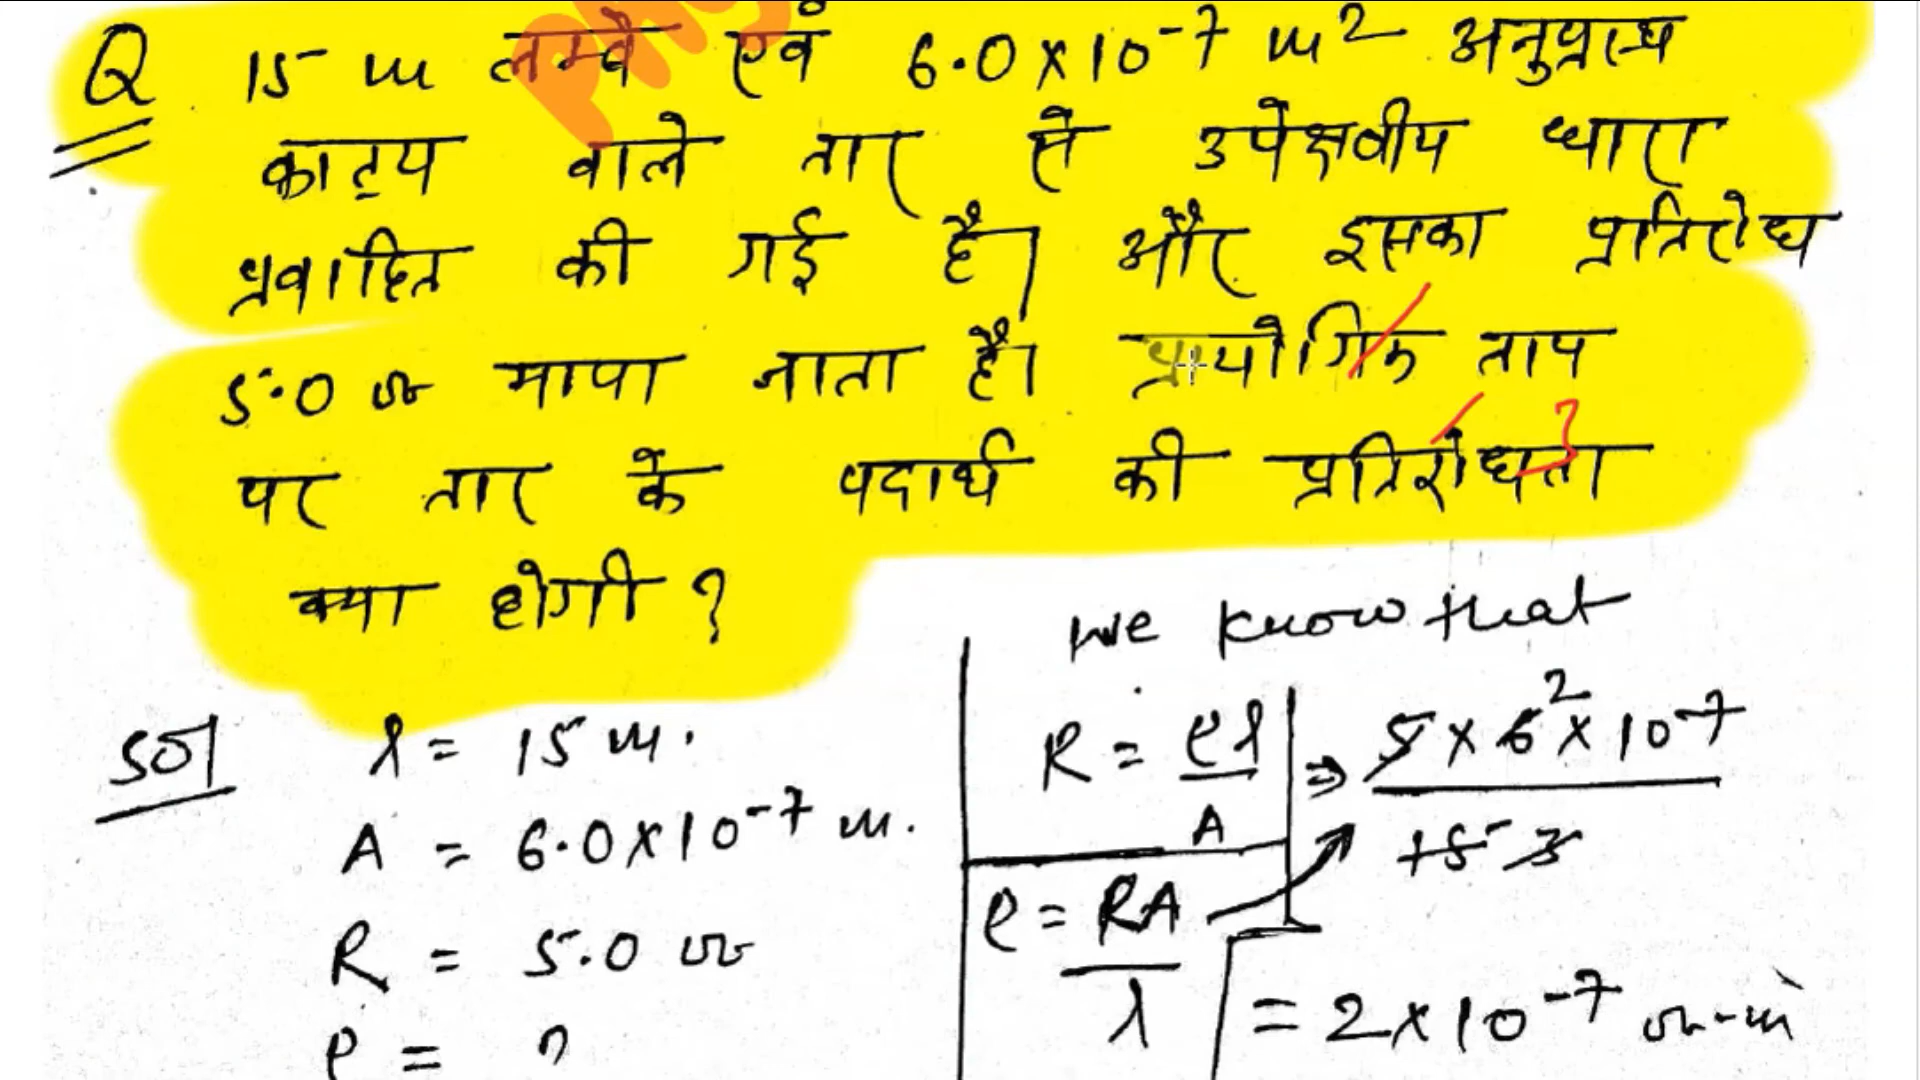 Q 15 m लम्बे एवं 6.0×10⁻⁷ m² अनुप्रस्थ
काट्य वाले तार से उपेक्षणीय धारा
प्रवाहित की गई है। और इसका प्रतिरोध
5.0 Ω मापा जाता है। प्रायोगिक ताप
पर तार के पदार्थ की प्रतिरोधकता
क्या होगी ?
Sol
l = 15 m.
A = 6.0×10⁻⁷ m.
R = 5.0 Ω
ρ = ?
We know that
R = ρl / A
ρ = RA / l
⇒ 5 × 6 2 × 10⁻⁷ / 15 3
= 2×10⁻⁷ Ω-m